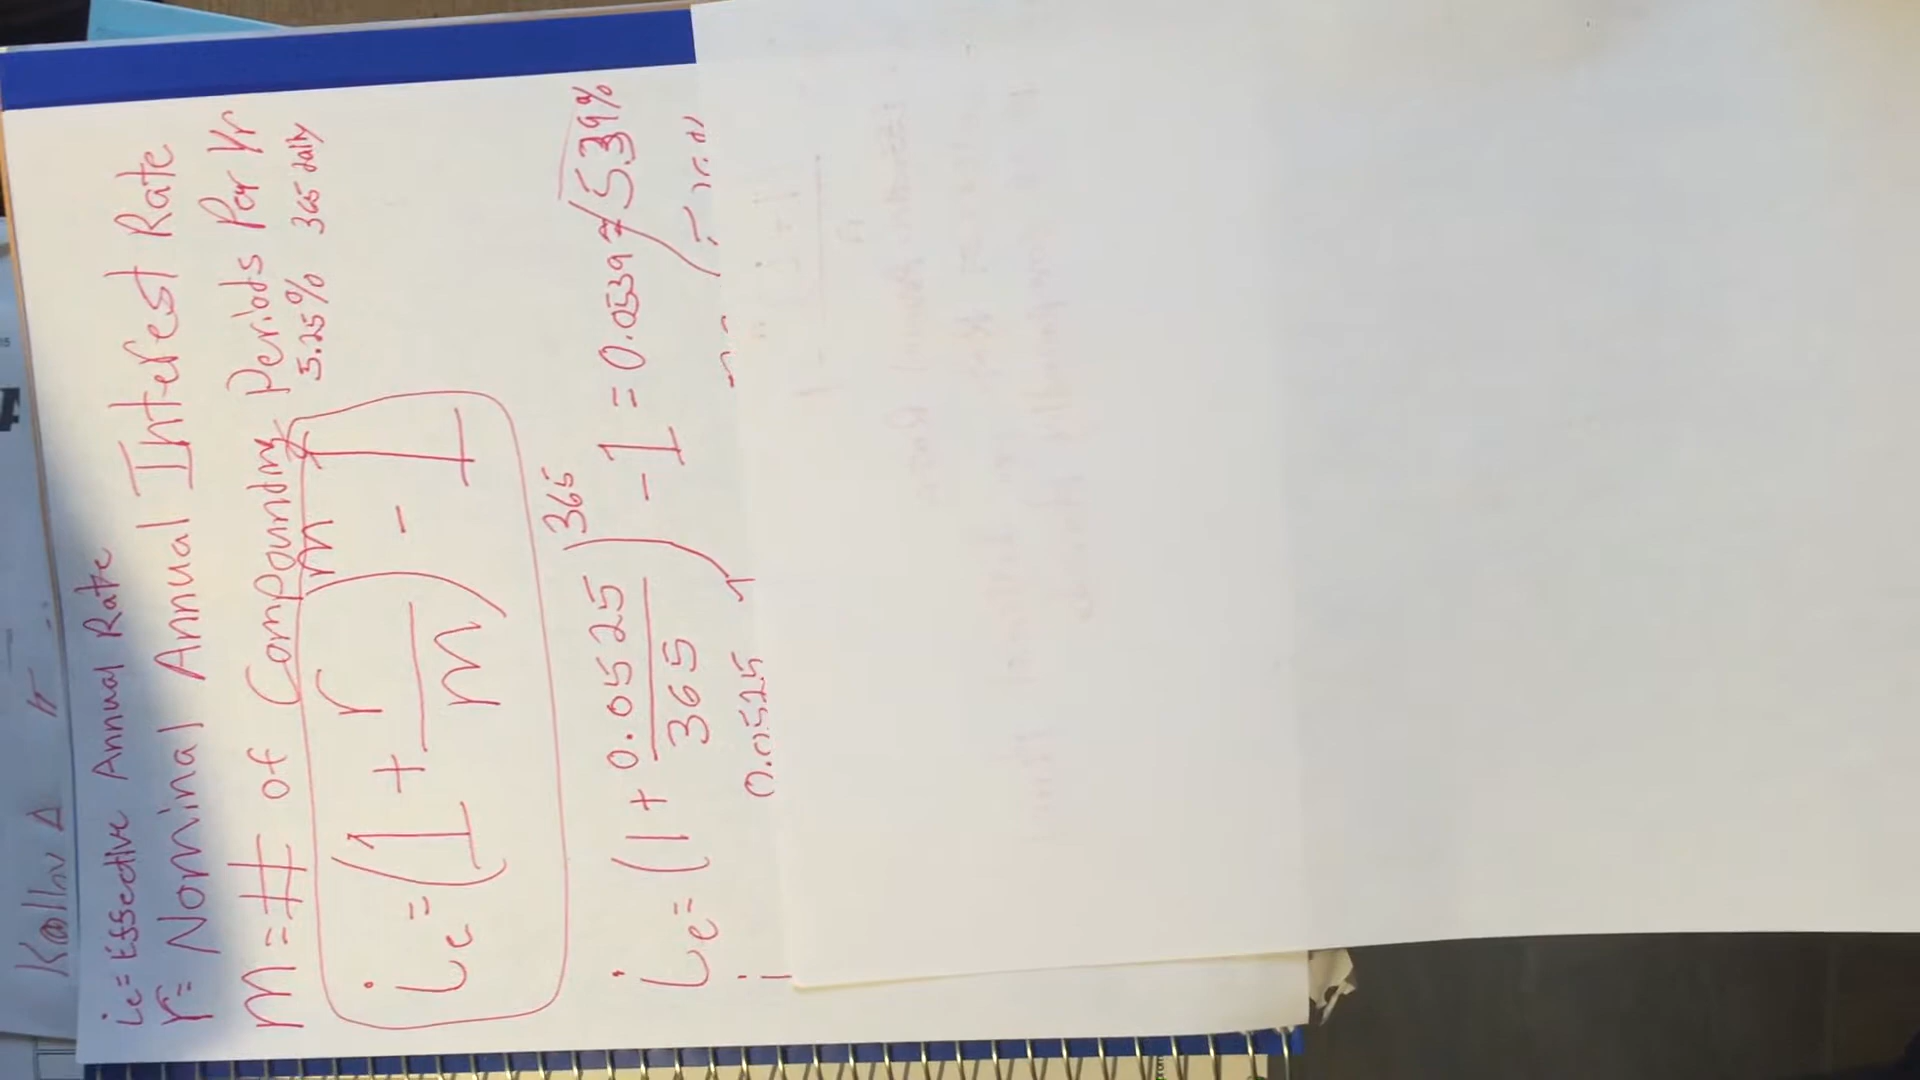 ie = Effective Annual Rate
r = Nominal Annual Interest Rate
m = # of Compounding Periods Per Yr
5.25% 365 daily
ie = (1 + r/m)^m - 1
ie = (1 + 0.0525/365)^365 - 1 = 0.0539 = 5.39%
0.0525